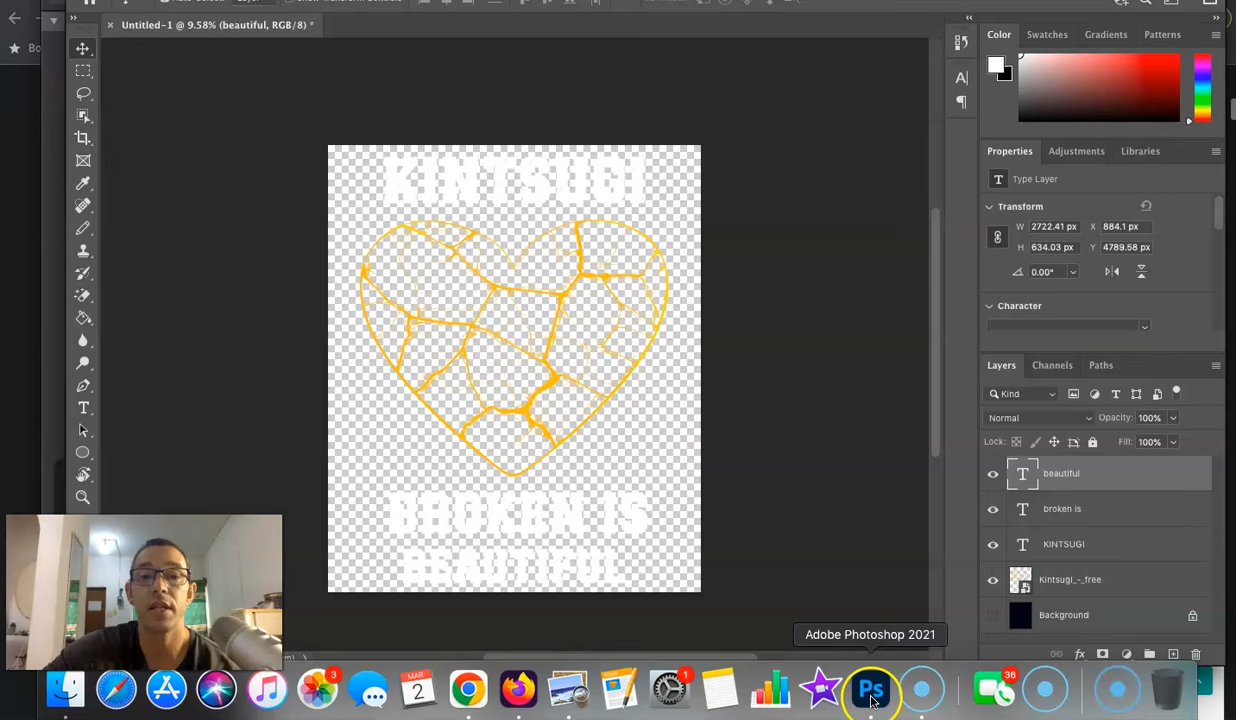 Untitled-1 @ 9.58% (beautiful, RGB/8) *
Color
Swatches
Gradients
Patterns
KINTSUGI
BROKEN IS
BEAUTIFUL
Properties
Adjustments
Libraries
T
Type Layer
Transform
W 2722.41 px
X 884.1 px
H 634.03 px
Y 4789.58 px
0.00°
Character
Layers
Channels
Paths
Kind
Normal
Opacity: 100%
Lock:
Fill: 100%
T beautiful
T broken is
T KINTSUGI
Kintsugi_-_free
Background
Adobe Photoshop 2021
3
MAR
2
1
Ps
36